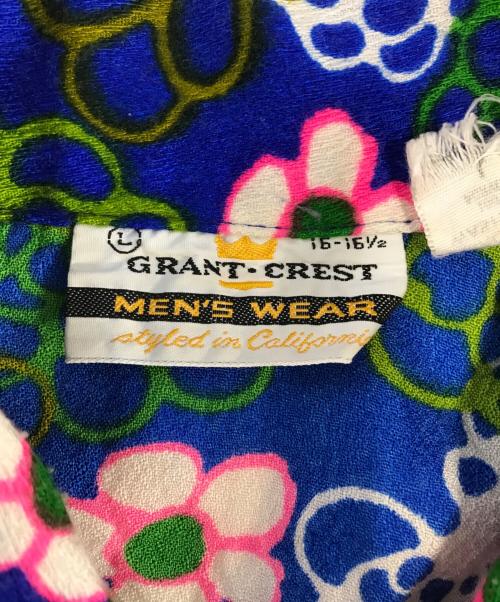 L 16-16½
GRANT•CREST
MEN'S WEAR
styled in Californi